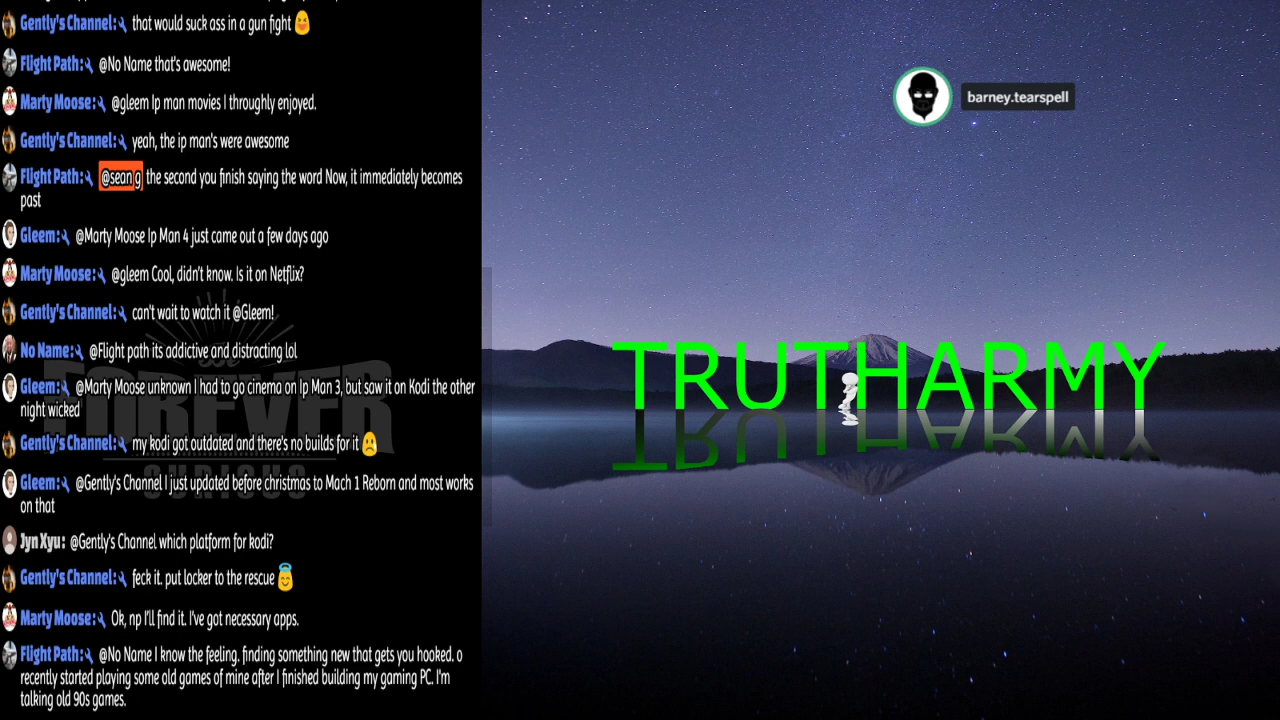 Gently's Channel: that would suck ass in a gun fight
Flight Path: @No Name that's awesome!
Marty Moose: @gleem Ip man movies I throughly enjoyed.
Gently's Channel: yeah, the ip man's were awesome
Flight Path: @sean g the second you finish saying the word Now, it immediately becomes
past
Gleem: @Marty Moose Ip Man 4 just came out a few days ago
Marty Moose: @gleem Cool, didn't know. Is it on Netflix?
Gently's Channel: can't wait to watch it @Gleem!
No Name: @Flight path its addictive and distracting lol
Gleem: @Marty Moose unknown I had to go cinema on Ip Man 3, but saw it on Kodi the other
night wicked
Gently's Channel: my kodi got outdated and there's no builds for it
Gleem: @Gently's Channel I just updated before christmas to Mach 1 Reborn and most works
on that
Jyn Xyu: @Gently's Channel which platform for kodi?
Gently's Channel: feck it. put locker to the rescue
Marty Moose: Ok, np I'll find it. I've got necessary apps.
Flight Path: @No Name I know the feeling. finding something new that gets you hooked. o
recently started playing some old games of mine after I finished building my gaming PC. I'm
talking old 90s games.
FOREVER
CURIOUS
barney.tearspell
TRUTHARMY